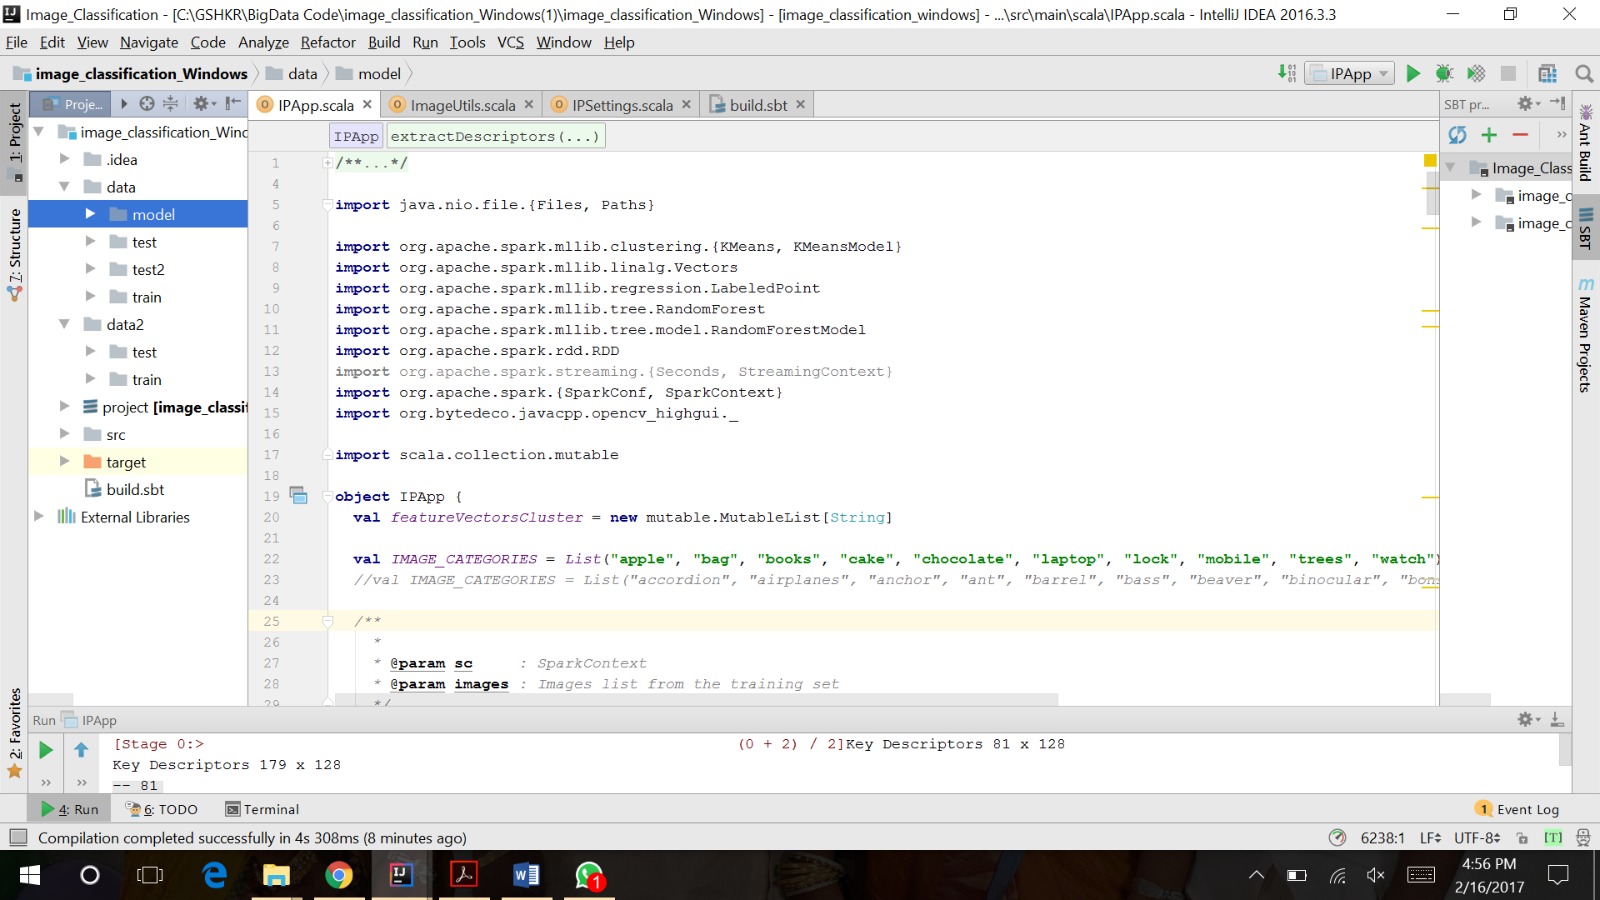 Image_Classification - [C:\GSHKR\BigData Code\image_classification_Windows(1)\image_classification_Windows] - [image_classification_windows] - ...\src\main\scala\IPApp.scala - IntelliJ IDEA 2016.3.3
File Edit View Navigate Code Analyze Refactor Build Run Tools VCS Window Help
image_classification_Windows data model IPApp
Proje... IPApp.scala ImageUtils.scala IPSettings.scala build.sbt SBT pr...
IPApp extractDescriptors(...)
1: Project
7: Structure
2: Favorites
image_classification_Winc
.idea
data
model
test
test2
train
data2
test
train
project [image_classif
src
target
build.sbt
External Libraries
1 /**...*/
4
5 import java.nio.file.{Files, Paths}
6
7 import org.apache.spark.mllib.clustering.{KMeans, KMeansModel}
8 import org.apache.spark.mllib.linalg.Vectors
9 import org.apache.spark.mllib.regression.LabeledPoint
10 import org.apache.spark.mllib.tree.RandomForest
11 import org.apache.spark.mllib.tree.model.RandomForestModel
12 import org.apache.spark.rdd.RDD
13 import org.apache.spark.streaming.{Seconds, StreamingContext}
14 import org.apache.spark.{SparkConf, SparkContext}
15 import org.bytedeco.javacpp.opencv_highgui._
16
17 import scala.collection.mutable
18
19 object IPApp {
20 val featureVectorsCluster = new mutable.MutableList[String]
21
22 val IMAGE_CATEGORIES = List("apple", "bag", "books", "cake", "chocolate", "laptop", "lock", "mobile", "trees", "watch")
23 //val IMAGE_CATEGORIES = List("accordion", "airplanes", "anchor", "ant", "barrel", "bass", "beaver", "binocular", "bons
24
25 /**
26 *
27 * @param sc : SparkContext
28 * @param images : Images list from the training set
29 */
Image_Class
image_c
image_c
Ant Build
SBT
Maven Projects
Run IPApp
[Stage 0:> (0 + 2) / 2]Key Descriptors 81 x 128
Key Descriptors 179 x 128
-- 81
4: Run 6: TODO Terminal 1 Event Log
Compilation completed successfully in 4s 308ms (8 minutes ago) 6238:1 LF UTF-8 [T]
1
4:56 PM
2/16/2017